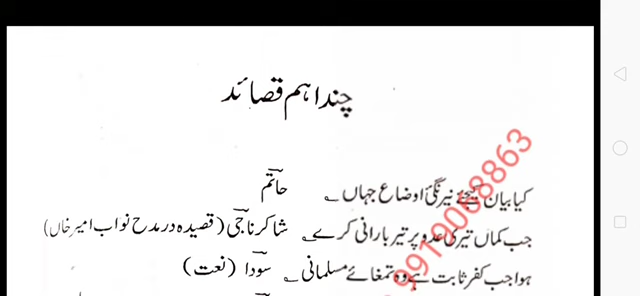 چند اہم قصائد
کیا بیان کیجئے نیرنگیٔ اوضاع جہاں ۔ حاتم
جب کماں تیری عدو پر تیر بارانی کرے۔ شاکر ناجی (قصیدہ در مدح نواب امیر خاں)
ہوا جب کفر ثابت ہے وہ تمغائے مسلمانی ۔ سودا (نعت)
9919068863